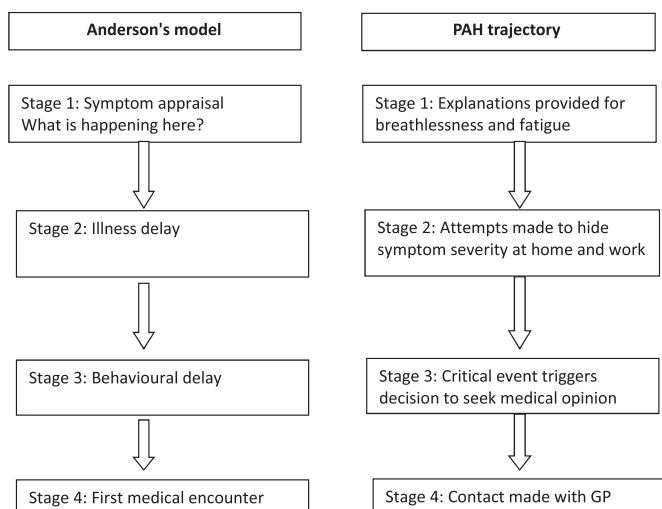 Anderson's model
Stage 1: Symptom appraisal
What is happening here?
Stage 2: Illness delay
Stage 3: Behavioural delay
Stage 4: First medical encounter
PAH trajectory
Stage 1: Explanations provided for
breathlessness and fatigue
Stage 2: Attempts made to hide
symptom severity at home and work
Stage 3: Critical event triggers
decision to seek medical opinion
Stage 4: Contact made with GP